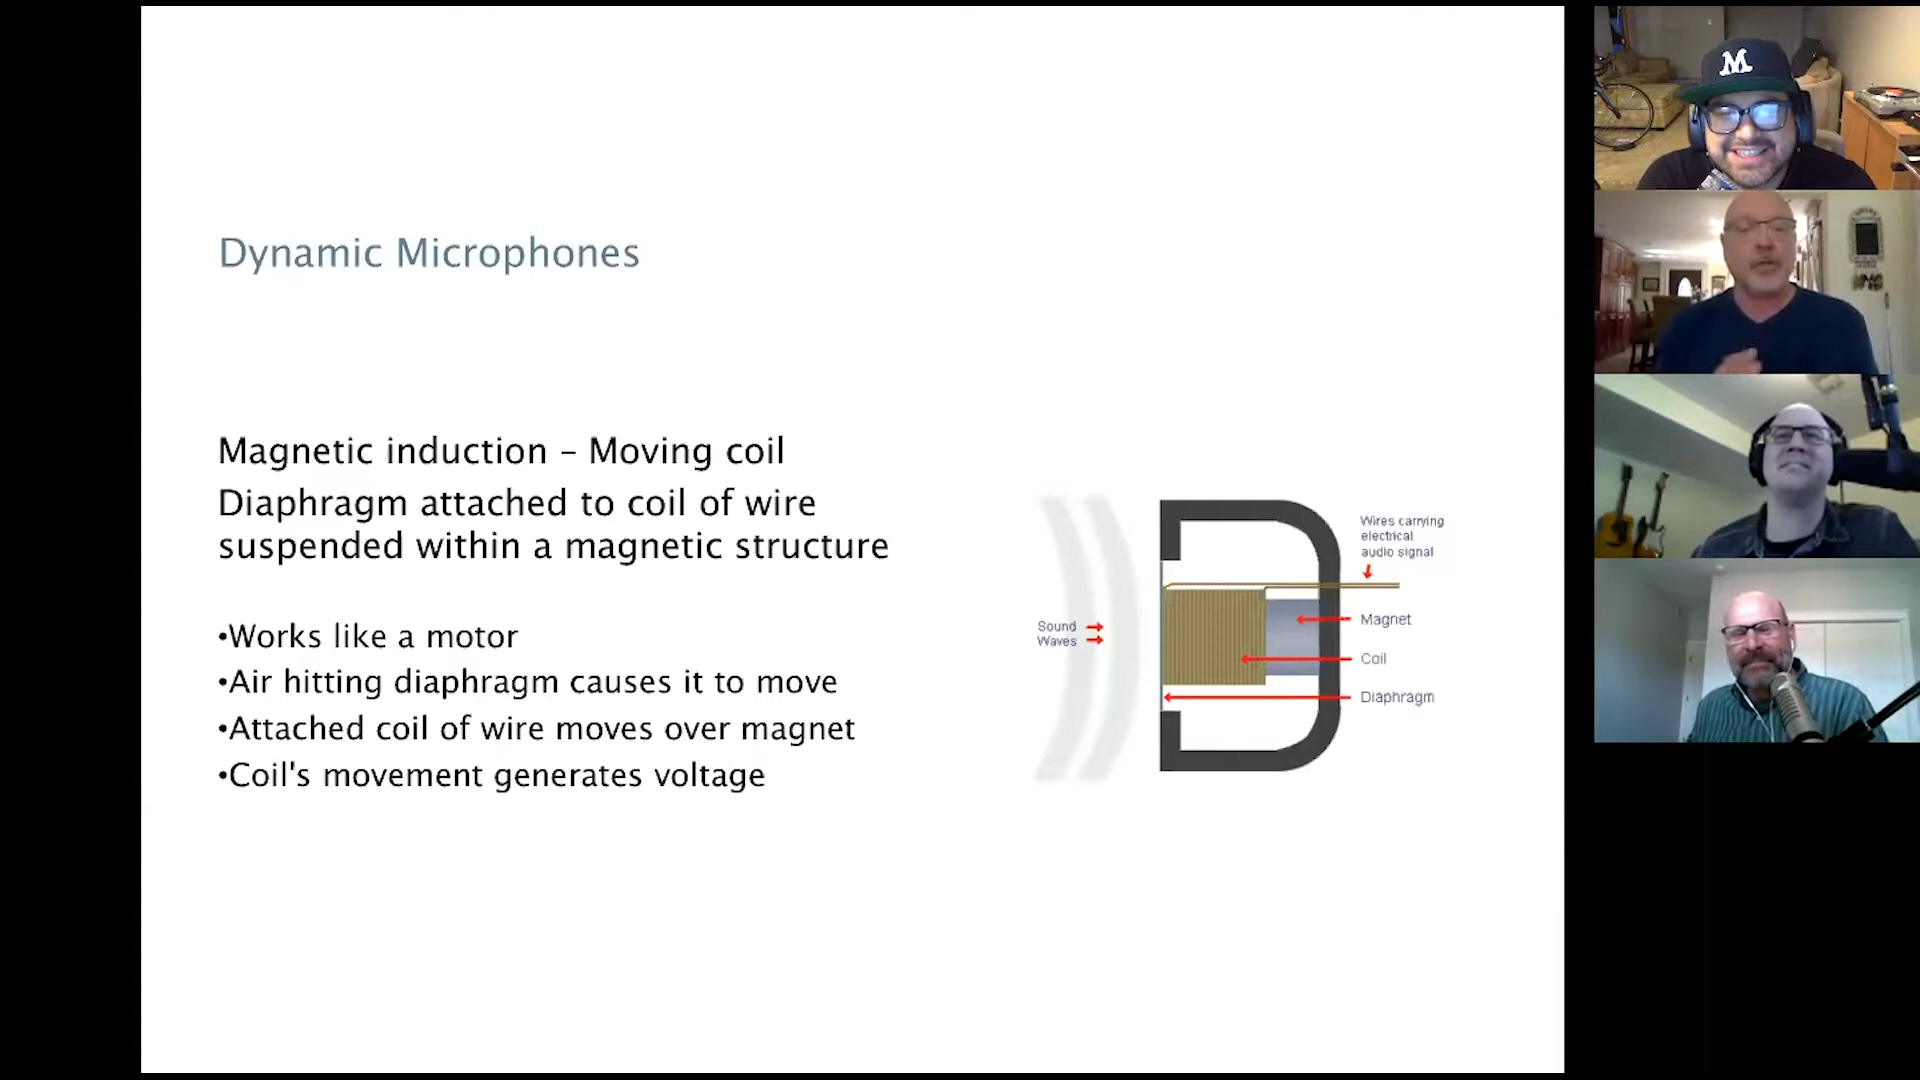 Dynamic Microphones
Magnetic induction – Moving coil
Diaphragm attached to coil of wire
suspended within a magnetic structure
•Works like a motor
•Air hitting diaphragm causes it to move
•Attached coil of wire moves over magnet
•Coil's movement generates voltage
Sound
Waves
Wires carrying
electrical
audio signal
Magnet
Coil
Diaphragm
M